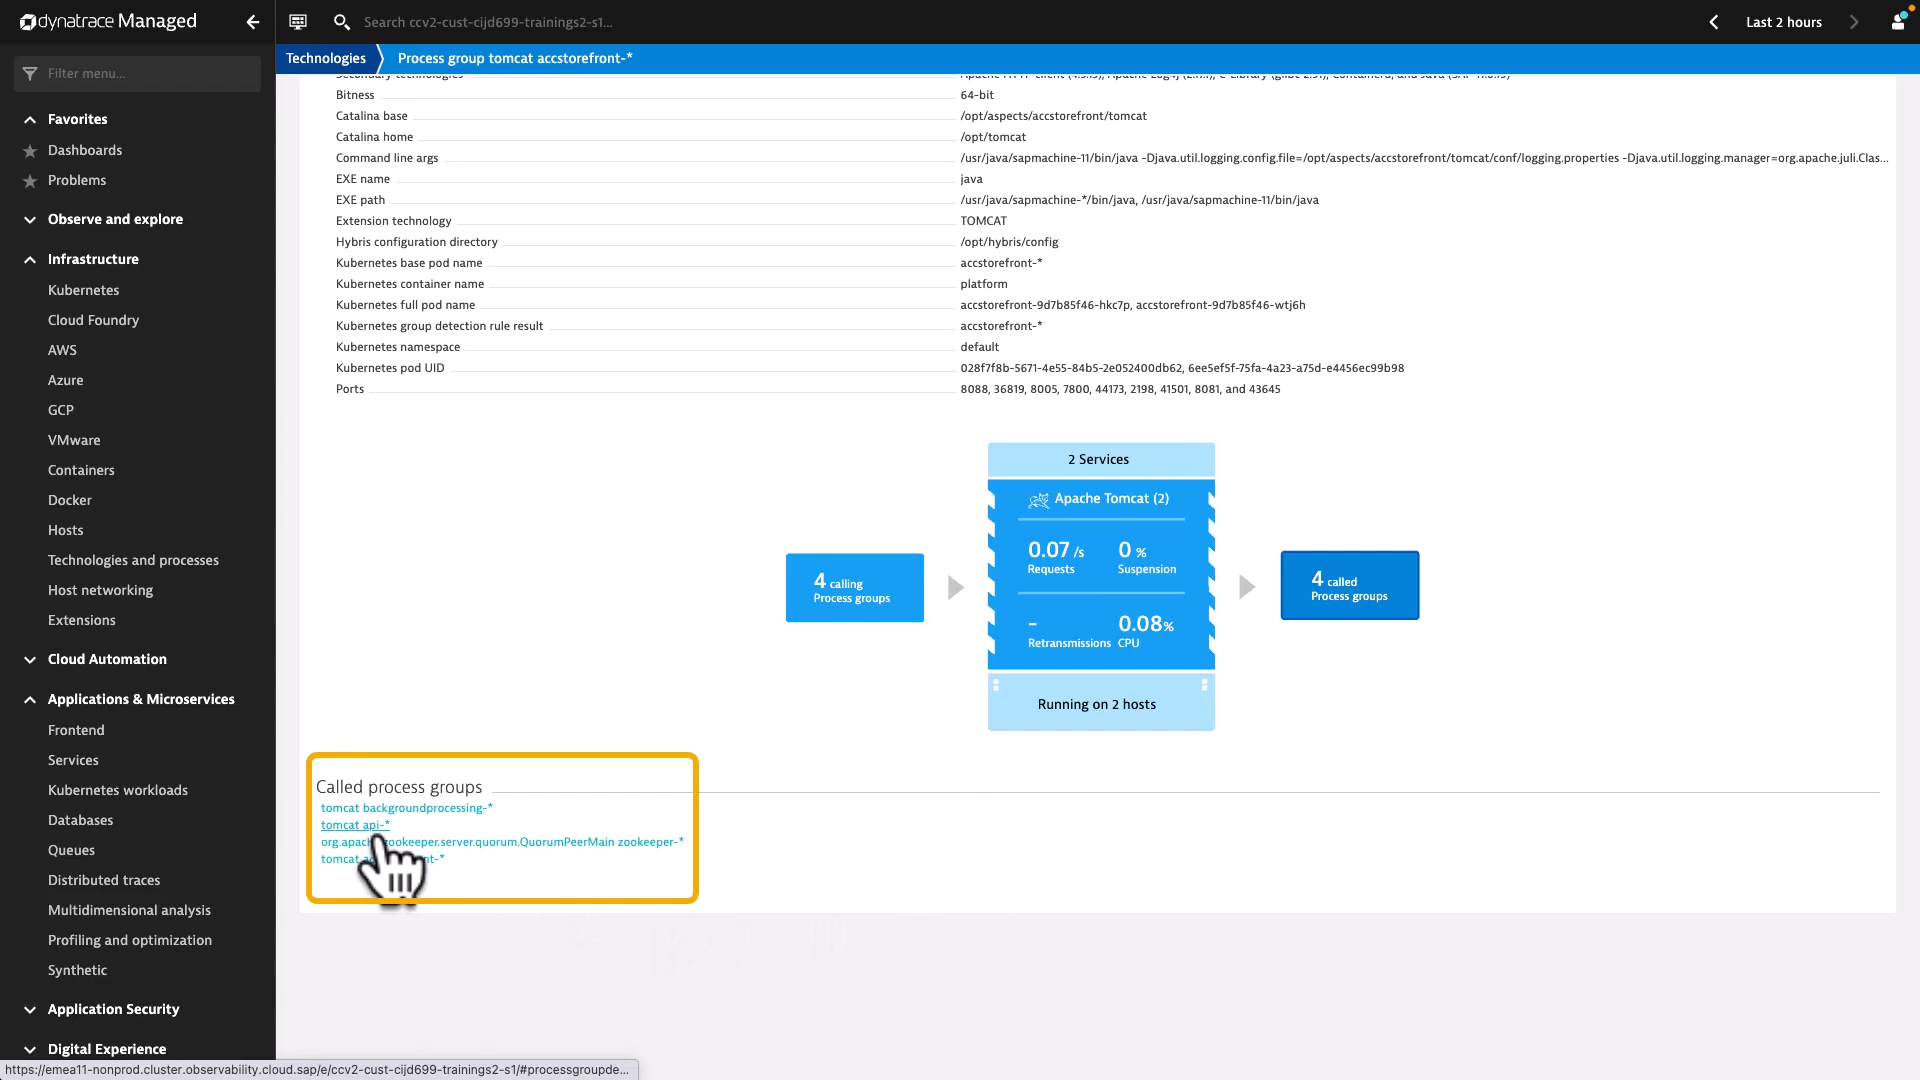 dynatrace Managed
Search ccv2-cust-cijd699-trainings2-s1...
Last 2 hours
Technologies
Process group tomcat accstorefront-*
Filter menu...
Favorites
Dashboards
Problems
Observe and explore
Infrastructure
Kubernetes
Cloud Foundry
AWS
Azure
GCP
VMware
Containers
Docker
Hosts
Technologies and processes
Host networking
Extensions
Cloud Automation
Applications & Microservices
Frontend
Services
Kubernetes workloads
Databases
Queues
Distributed traces
Multidimensional analysis
Profiling and optimization
Synthetic
Application Security
Digital Experience
Secondary technologies
Bitness 64-bit
Catalina base /opt/aspects/accstorefront/tomcat
Catalina home /opt/tomcat
Command line args /usr/java/sapmachine-11/bin/java -Djava.util.logging.config.file=/opt/aspects/accstorefront/tomcat/conf/logging.properties -Djava.util.logging.manager=org.apache.juli.Clas...
EXE name java
EXE path /usr/java/sapmachine-*/bin/java, /usr/java/sapmachine-11/bin/java
Extension technology TOMCAT
Hybris configuration directory /opt/hybris/config
Kubernetes base pod name accstorefront-*
Kubernetes container name platform
Kubernetes full pod name accstorefront-9d7b85f46-hkc7p, accstorefront-9d7b85f46-wtj6h
Kubernetes group detection rule result accstorefront-*
Kubernetes namespace default
Kubernetes pod UID 028f7f8b-5671-4e55-84b5-2e052400db62, 6ee5ef5f-75fa-4a23-a75d-e4456ec99b98
Ports 8088, 36819, 8005, 7800, 44173, 2198, 41501, 8081, and 43645
2 Services
Apache Tomcat (2)
0.07 /s 0 %
Requests Suspension
- 0.08%
Retransmissions CPU
Running on 2 hosts
4 calling
Process groups
4 called
Process groups
Called process groups
tomcat backgroundprocessing-*
tomcat api-*
zookeeper.server.quorum.QuorumPeerMain zookeeper-*
tomcat
https://emea11-nonprod.cluster.observability.cloud.sap/e/ccv2-cust-cijd699-trainings2-s1/#processgroupde...